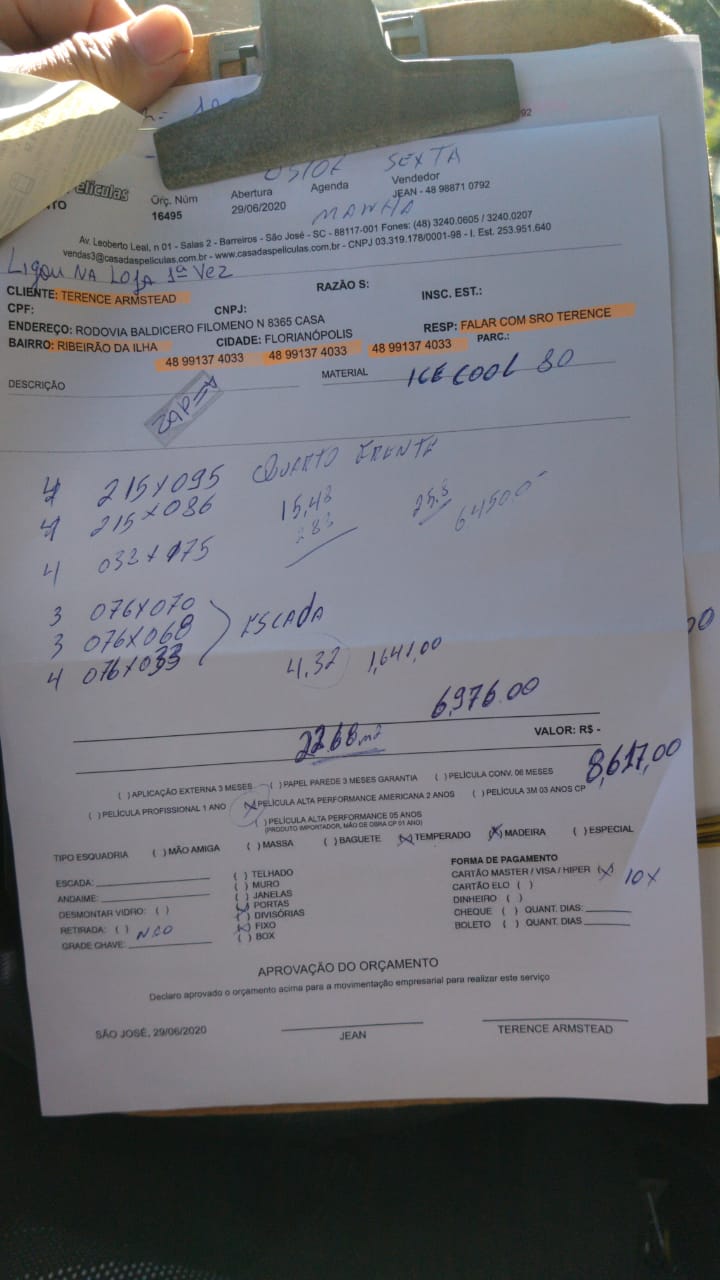 películas
Orç. Núm Abertura Agenda Vendedor
16495 29/06/2020 JEAN - 48 98871 0792
SEXTA
MANHÃ
Av. Leoberto Leal, n 01 - Salas 2 - Barreiros - São José - SC - 88117-001 Fones: (48) 3240.0605 / 3240.0207
vendas3@casadaspeliculas.com.br - www.casadaspeliculas.com.br - CNPJ 03.319.178/0001-98 - I. Est. 253.951.640
LIGOU NA LOJA 1ª VEZ
CLIENTE: TERENCE ARMSTEAD RAZÃO S:
CPF: CNPJ: INSC. EST.:
ENDEREÇO: RODOVIA BALDICERO FILOMENO N 8365 CASA
BAIRRO: RIBEIRÃO DA ILHA CIDADE: FLORIANÓPOLIS RESP: FALAR COM SRO TERENCE
48 99137 4033 48 99137 4033 48 99137 4033 PARC.:
DESCRIÇÃO MATERIAL ICE COOL 80
4 215X095 QUARTO FRENTE
4 215X086 15,48 25.8 6450.0
4 032X175
3 076X070
3 076X068 ESCADA
4 076X033 4,32 1,641,00
6,976.00
22.68m² VALOR: R$ -
8,617,00
( ) APLICAÇÃO EXTERNA 3 MESES ( ) PAPEL PAREDE 3 MESES GARANTIA ( ) PELÍCULA CONV. 06 MESES
( ) PELÍCULA PROFISSIONAL 1 ANO (X) PELÍCULA ALTA PERFORMANCE AMERICANA 2 ANOS ( ) PELÍCULA 3M 03 ANOS CP
( ) PELÍCULA ALTA PERFORMANCE 05 ANOS
(PRODUTO IMPORTADOR, MÃO DE OBRA CP 01 ANO)
TIPO ESQUADRIA ( ) MÃO AMIGA ( ) MASSA ( ) BAGUETE (X) TEMPERADO (X) MADEIRA ( ) ESPECIAL
ESCADA:
ANDAIME:
DESMONTAR VIDRO: ( )
RETIRADA: ( ) NÃO
GRADE CHAVE:
( ) TELHADO
( ) MURO
( ) JANELAS
(X) PORTAS
( ) DIVISÓRIAS
(X) FIXO
( ) BOX
FORMA DE PAGAMENTO
CARTÃO MASTER / VISA / HIPER (X) 10X
CARTÃO ELO ( )
DINHEIRO ( )
CHEQUE ( ) QUANT. DIAS:
BOLETO ( ) QUANT. DIAS
APROVAÇÃO DO ORÇAMENTO
Declaro aprovado o orçamento acima para a movimentação empresarial para realizar este serviço
SÃO JOSÉ, 29/06/2020 JEAN TERENCE ARMSTEAD